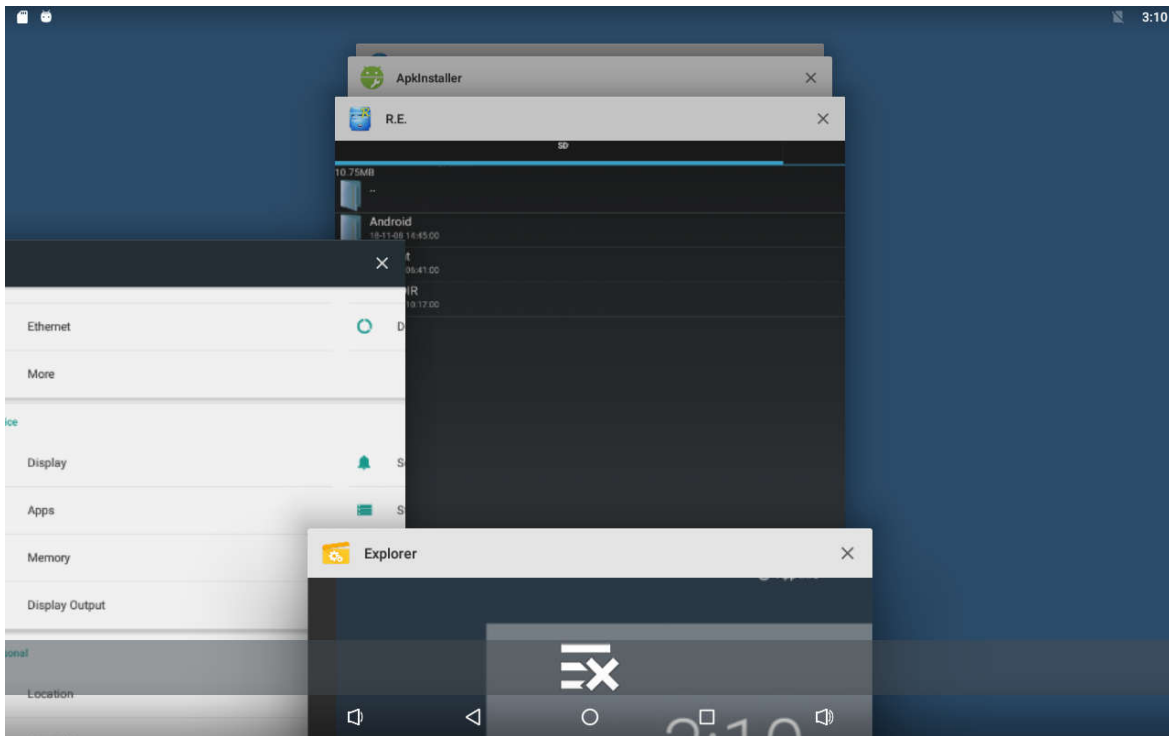 3:10
ApkInstaller
R.E.
SD
10.75MB
..
Android
18-11-08 14:45:00
06:41:00
IR
10:17:00
Ethernet
More
Display
Apps
Memory
Display Output
Location
Explorer